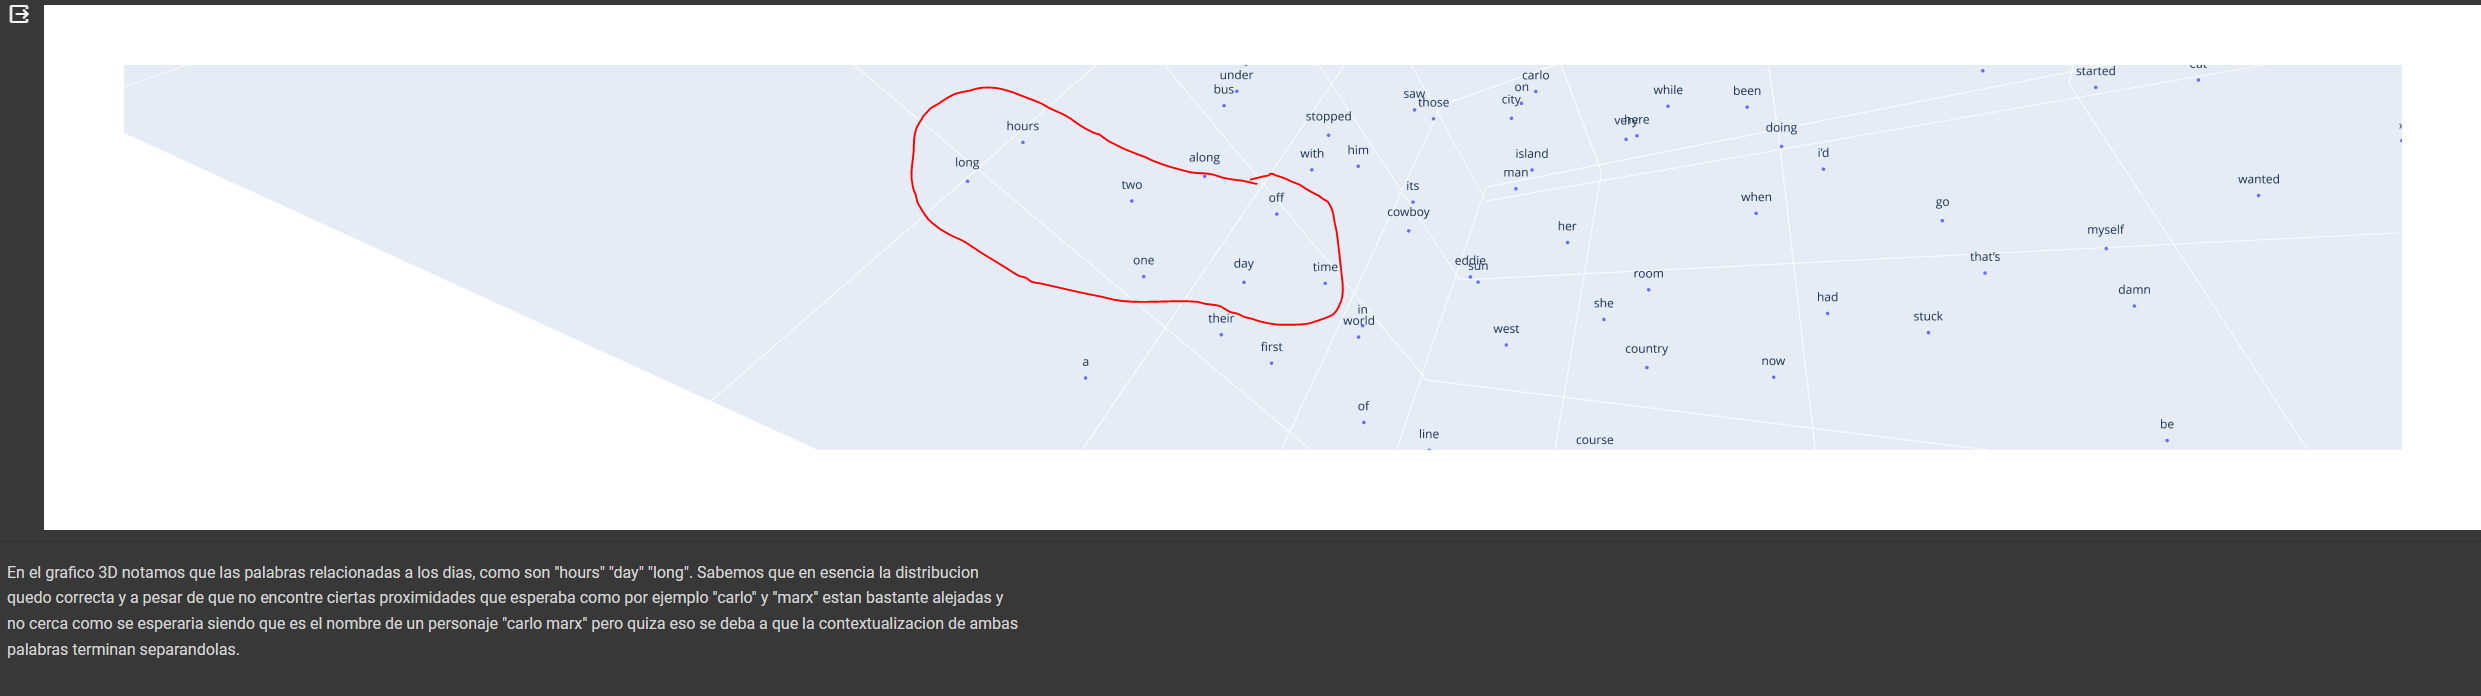 under
carlo
started
bus
on
saw
those
city
while
been
stopped
very
here
hours
doing
along
with
him
island
i'd
long
man
two
its
wanted
off
cowboy
when
go
her
myself
one
day
time
eddie
sun
room
that's
in
she
had
damn
their
world
west
stuck
first
country
now
a
of
line
course
be
En el grafico 3D notamos que las palabras relacionadas a los dias, como son "hours" "day" "long". Sabemos que en esencia la distribucion
quedo correcta y a pesar de que no encontre ciertas proximidades que esperaba como por ejemplo "carlo" y "marx" estan bastante alejadas y
no cerca como se esperaria siendo que es el nombre de un personaje "carlo marx" pero quiza eso se deba a que la contextualizacion de ambas
palabras terminan separandolas.